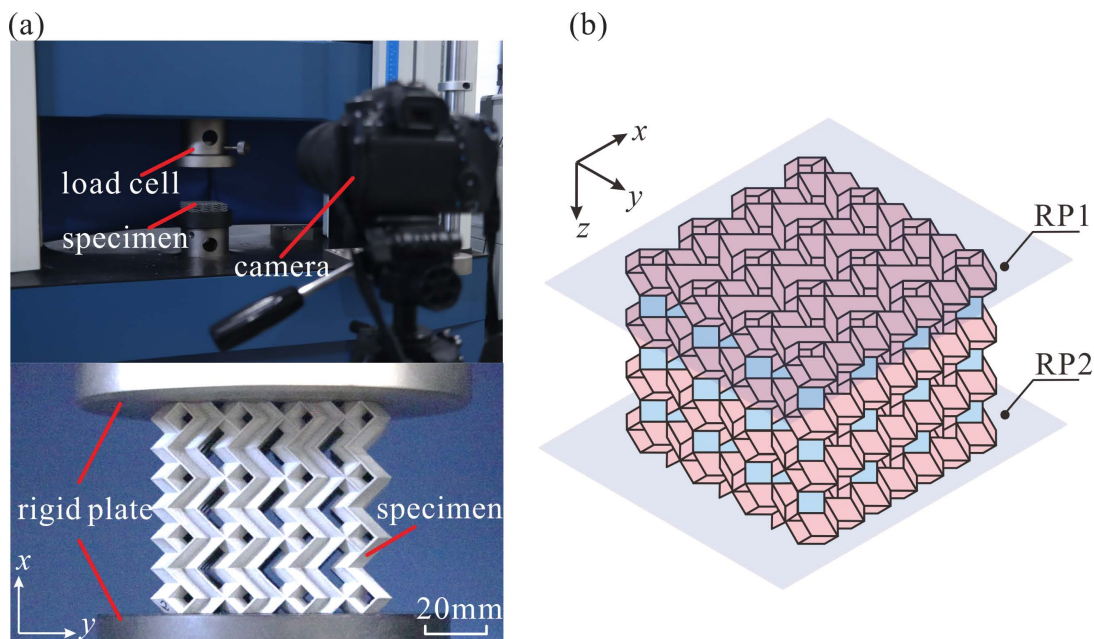 (a)
load cell
specimen
camera
rigid plate
specimen
x
y
20mm
(b)
x
y
z
RP1
RP2